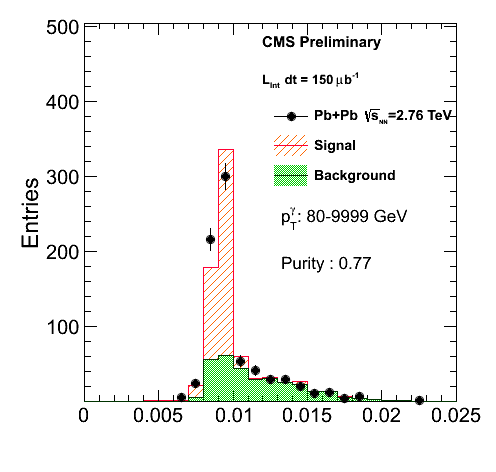 CMS Preliminary
L_Int dt = 150 μb⁻¹
Pb+Pb √s_NN=2.76 TeV
Signal
Background
p_T^γ: 80-9999 GeV
Purity : 0.77
Entries
500
400
300
200
100
0 0.005 0.01 0.015 0.02 0.025